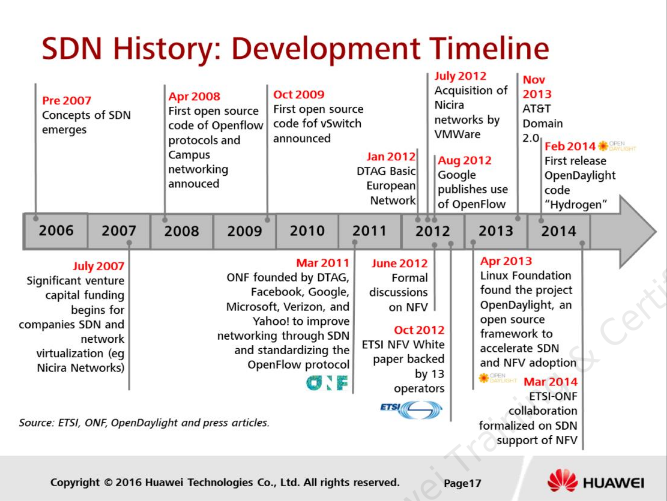 SDN History: Development Timeline
Pre 2007
Concepts of SDN
emerges
Apr 2008
First open source
code of Openflow
protocols and
Campus
networking
annouced
Oct 2009
First open source
code fof vSwitch
announced
Jan 2012
DTAG Basic
European
Network
July 2012
Acquisition of
Nicira
networks by
VMWare
Aug 2012
Google
publishes use
of OpenFlow
Nov
2013
AT&T
Domain
2.0
Feb 2014 OPEN DAYLIGHT
First release
OpenDaylight
code
"Hydrogen"
2006 2007 2008 2009 2010 2011 2012 2013 2014
July 2007
Significant venture
capital funding
begins for
companies SDN and
network
virtualization (eg
Nicira Networks)
Mar 2011
ONF founded by DTAG,
Facebook, Google,
Microsoft, Verizon, and
Yahoo! to improve
networking through SDN
and standardizing the
OpenFlow protocol
ONF
June 2012
Formal
discussions
on NFV
Oct 2012
ETSI NFV White
paper backed
by 13
operators
ETSI
Apr 2013
Linux Foundation
found the project
OpenDaylight, an
open source
framework to
accelerate SDN
and NFV adoption
OPEN DAYLIGHT
Mar 2014
ETSI-ONF
collaboration
formalized on SDN
support of NFV
Source: ETSI, ONF, OpenDaylight and press articles.
Copyright © 2016 Huawei Technologies Co., Ltd. All rights reserved.
Page17
HUAWEI